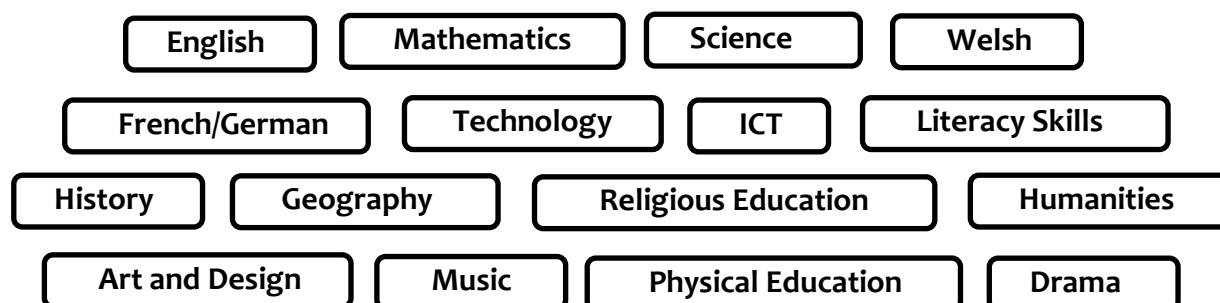 English Mathematics Science Welsh
French/German Technology ICT Literacy Skills
History Geography Religious Education Humanities
Art and Design Music Physical Education Drama